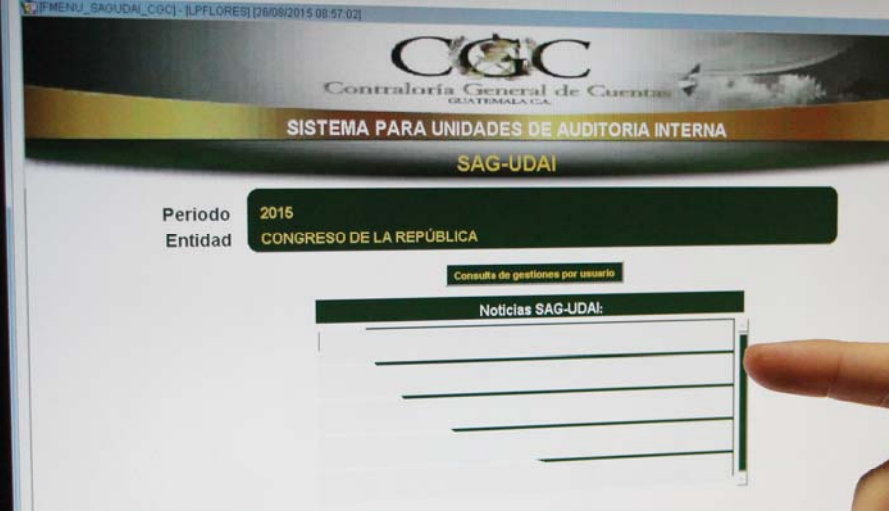 [FMENU_SAGUDAI_CGC] - [LPFLORES] [26/08/2015 08:57:02]
CGC
Contraloría General de Cuentas
GUATEMALA C.A.
SISTEMA PARA UNIDADES DE AUDITORIA INTERNA
SAG-UDAI
Periodo 2015
Entidad CONGRESO DE LA REPÚBLICA
Consulta de gestiones por usuario
Noticias SAG-UDAI: